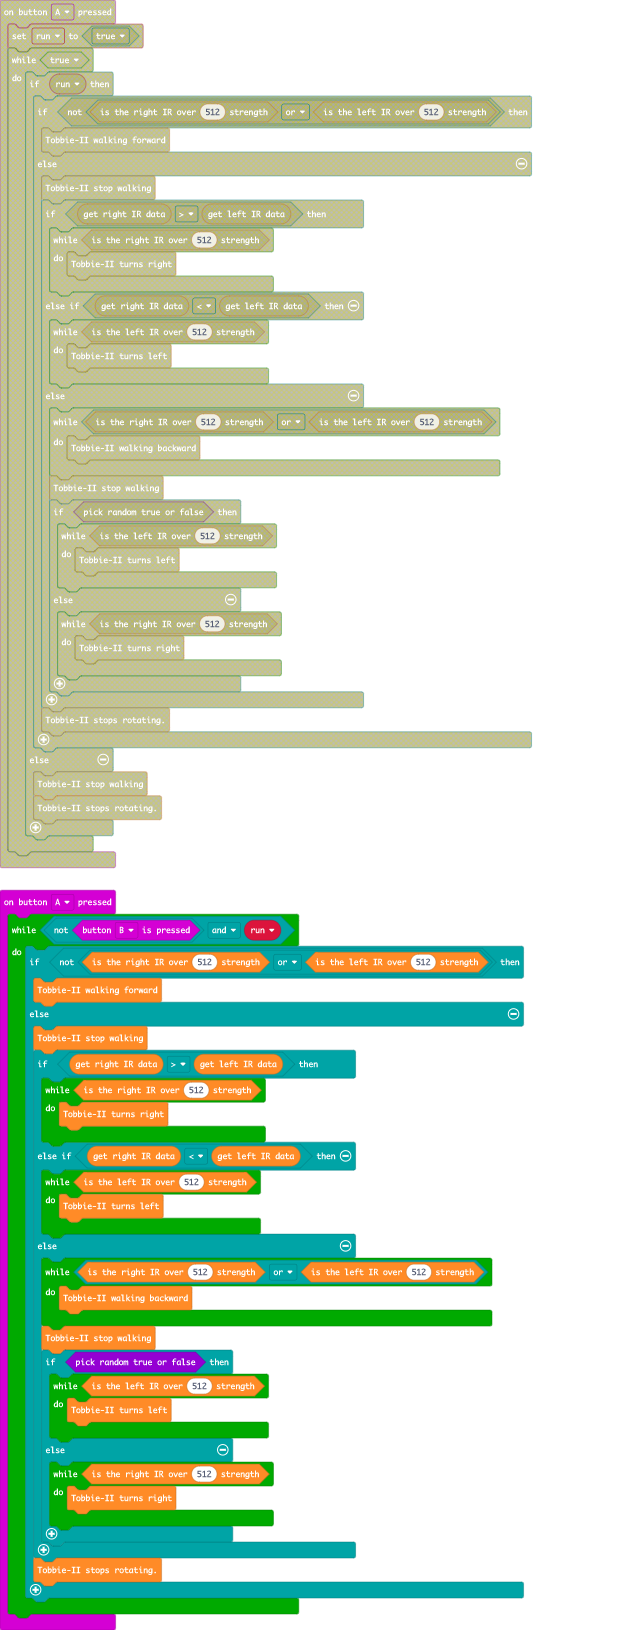 on button A pressed
set run to true
while true
do
if run then
if not is the right IR over 512 strength or is the left IR over 512 strength then
Tobbie-II walking forward
else
Tobbie-II stop walking
if get right IR data > get left IR data then
while is the right IR over 512 strength
do Tobbie-II turns right
else if get right IR data < get left IR data then
while is the left IR over 512 strength
do Tobbie-II turns left
else
while is the right IR over 512 strength or is the left IR over 512 strength
do Tobbie-II walking backward
Tobbie-II stop walking
if pick random true or false then
while is the left IR over 512 strength
do Tobbie-II turns left
else
while is the right IR over 512 strength
do Tobbie-II turns right
Tobbie-II stops rotating.
else
Tobbie-II stop walking
Tobbie-II stops rotating.
on button A pressed
while not button B is pressed and run
do
if not is the right IR over 512 strength or is the left IR over 512 strength then
Tobbie-II walking forward
else
Tobbie-II stop walking
if get right IR data > get left IR data then
while is the right IR over 512 strength
do Tobbie-II turns right
else if get right IR data < get left IR data then
while is the left IR over 512 strength
do Tobbie-II turns left
else
while is the right IR over 512 strength or is the left IR over 512 strength
do Tobbie-II walking backward
Tobbie-II stop walking
if pick random true or false then
while is the left IR over 512 strength
do Tobbie-II turns left
else
while is the right IR over 512 strength
do Tobbie-II turns right
Tobbie-II stops rotating.